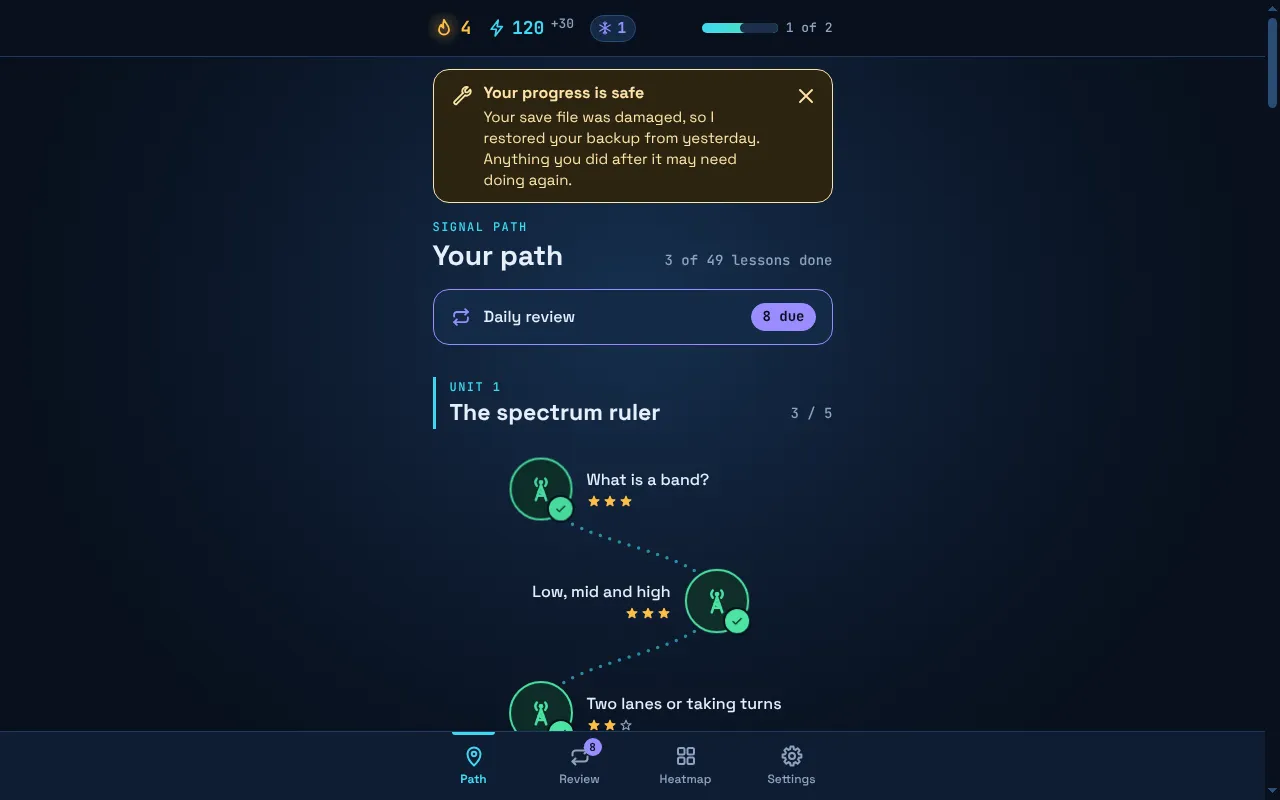 4 120 +30 1 1 of 2
Your progress is safe
Your save file was damaged, so I
restored your backup from yesterday.
Anything you did after it may need
doing again.
SIGNAL PATH
Your path 3 of 49 lessons done
Daily review 8 due
UNIT 1
The spectrum ruler 3 / 5
What is a band?
Low, mid and high
Two lanes or taking turns
8
Path Review Heatmap Settings